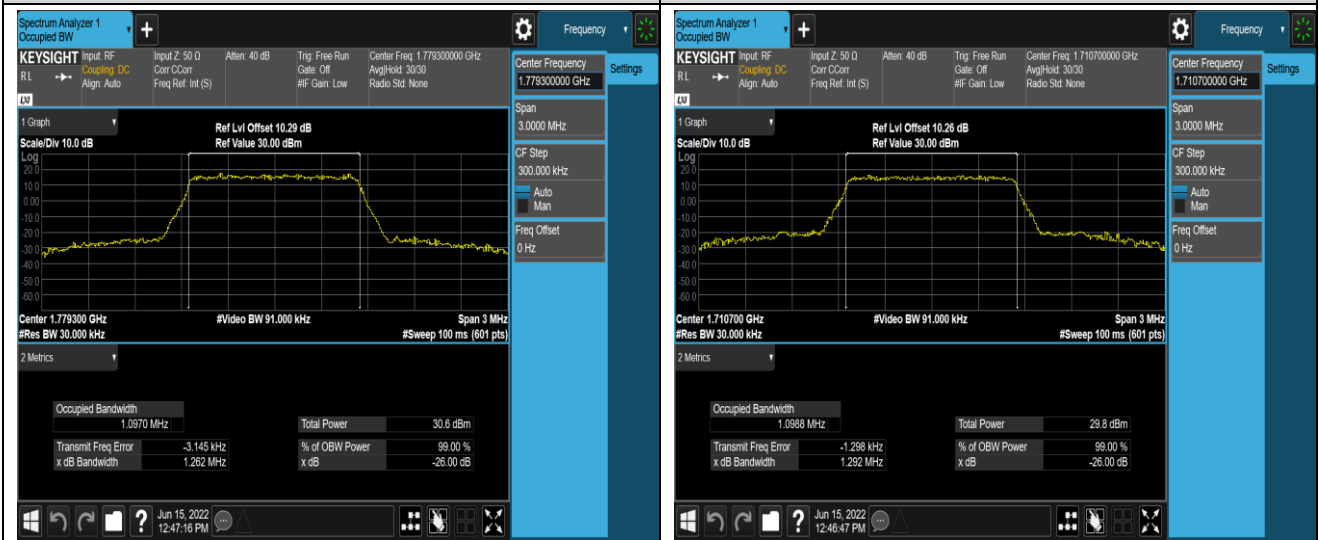 Spectrum Analyzer 1
Occupied BW
+
Frequency
KEYSIGHT
Input: RF
Coupling: DC
Align: Auto
Input Z: 50 Ω
Corr CCorr
Freq Ref: Int (S)
Atten: 40 dB
Trig: Free Run
Gate: Off
#IF Gain: Low
Center Freq: 1.779300000 GHz
Avg|Hold: 30/30
Radio Std: None
R L
LXI
Center Frequency
1.779300000 GHz
Settings
Span
3.0000 MHz
CF Step
300.000 kHz
Auto
Man
Freq Offset
0 Hz
1 Graph
Ref Lvl Offset 10.29 dB
Scale/Div 10.0 dB
Ref Value 30.00 dBm
Log
20.0
10.0
0.00
-10.0
-20.0
-30.0
-40.0
-50.0
-60.0
Center 1.779300 GHz
#Video BW 91.000 kHz
Span 3 MHz
#Res BW 30.000 kHz
#Sweep 100 ms (601 pts)
2 Metrics
Occupied Bandwidth
1.0970 MHz
Total Power 30.6 dBm
Transmit Freq Error -3.145 kHz
% of OBW Power 99.00 %
x dB Bandwidth 1.262 MHz
x dB -26.00 dB
?
Jun 15, 2022
12:47:16 PM
Spectrum Analyzer 1
Occupied BW
+
Frequency
KEYSIGHT
Input: RF
Coupling: DC
Align: Auto
Input Z: 50 Ω
Corr CCorr
Freq Ref: Int (S)
Atten: 40 dB
Trig: Free Run
Gate: Off
#IF Gain: Low
Center Freq: 1.710700000 GHz
Avg|Hold: 30/30
Radio Std: None
R L
LXI
Center Frequency
1.710700000 GHz
Settings
Span
3.0000 MHz
CF Step
300.000 kHz
Auto
Man
Freq Offset
0 Hz
1 Graph
Ref Lvl Offset 10.26 dB
Scale/Div 10.0 dB
Ref Value 30.00 dBm
Log
20.0
10.0
0.00
-10.0
-20.0
-30.0
-40.0
-50.0
-60.0
Center 1.710700 GHz
#Video BW 91.000 kHz
Span 3 MHz
#Res BW 30.000 kHz
#Sweep 100 ms (601 pts)
2 Metrics
Occupied Bandwidth
1.0988 MHz
Total Power 29.8 dBm
Transmit Freq Error -1.298 kHz
% of OBW Power 99.00 %
x dB Bandwidth 1.292 MHz
x dB -26.00 dB
?
Jun 15, 2022
12:46:47 PM